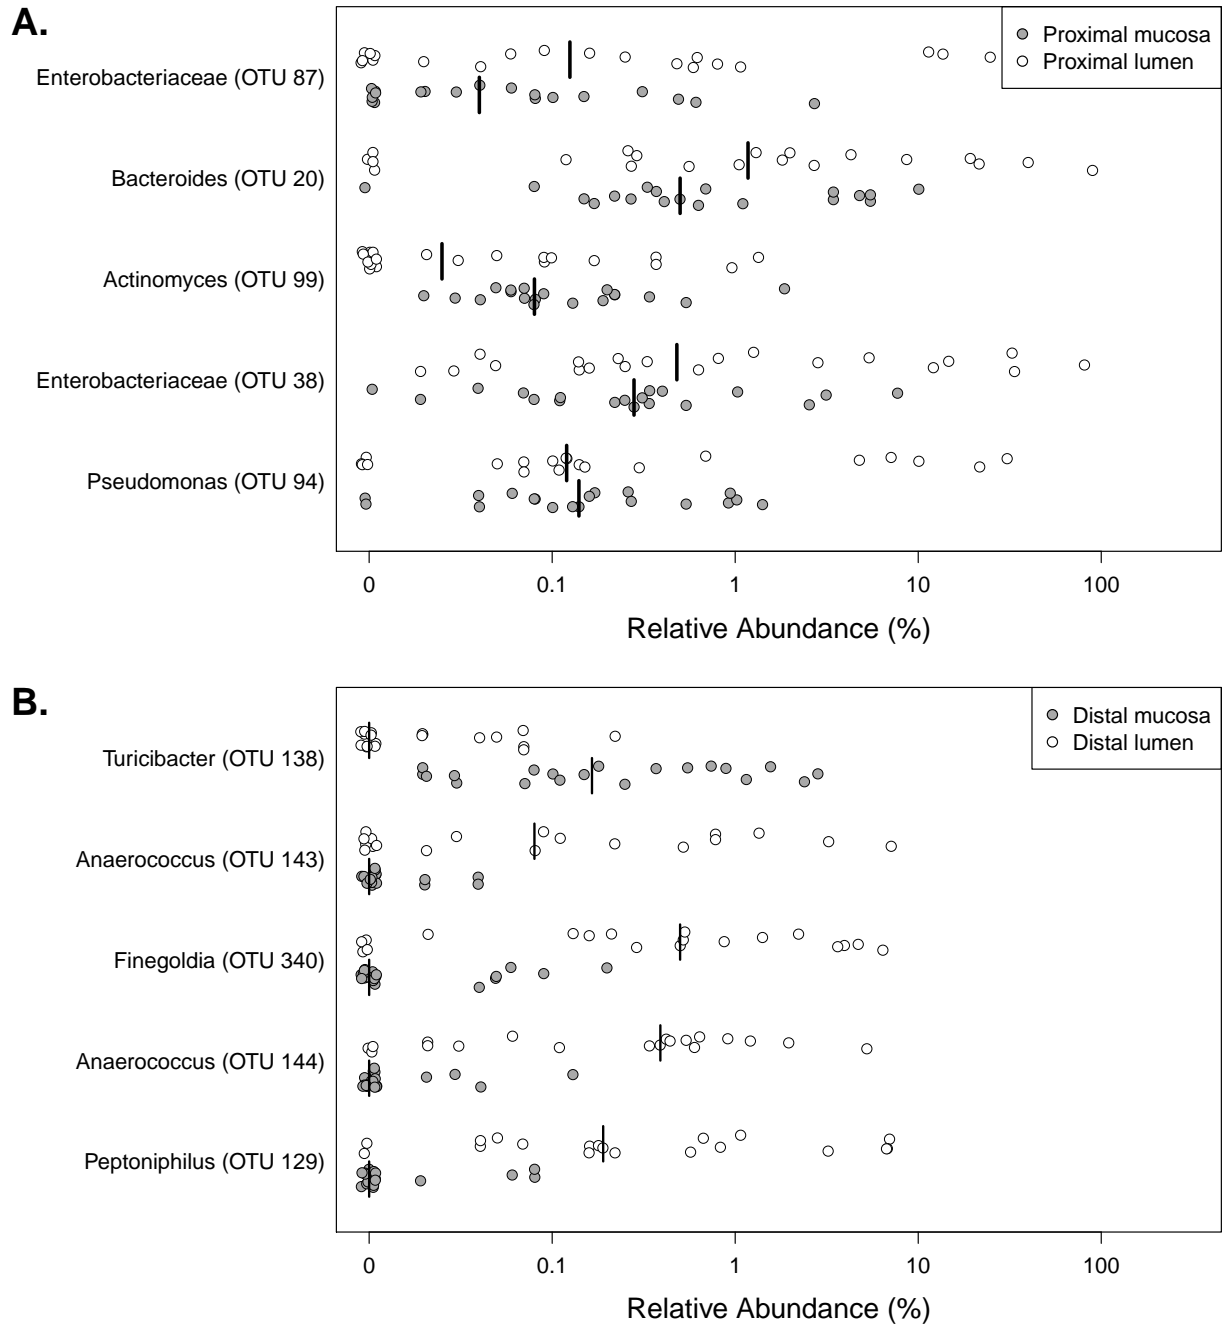 A.
Proximal mucosa
Proximal lumen
Enterobacteriaceae (OTU 87)
Bacteroides (OTU 20)
Actinomyces (OTU 99)
Enterobacteriaceae (OTU 38)
Pseudomonas (OTU 94)
0 0.1 1 10 100
Relative Abundance (%)
B.
Distal mucosa
Distal lumen
Turicibacter (OTU 138)
Anaerococcus (OTU 143)
Finegoldia (OTU 340)
Anaerococcus (OTU 144)
Peptoniphilus (OTU 129)
0 0.1 1 10 100
Relative Abundance (%)